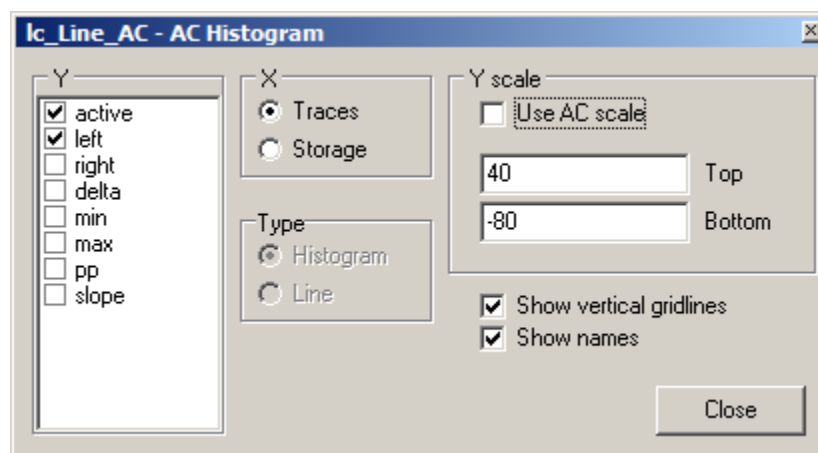 lc_Line_AC - AC Histogram
Y
active
left
right
delta
min
max
pp
slope
X
Traces
Storage
Type
Histogram
Line
Y scale
Use AC scale
40 Top
-80 Bottom
Show vertical gridlines
Show names
Close